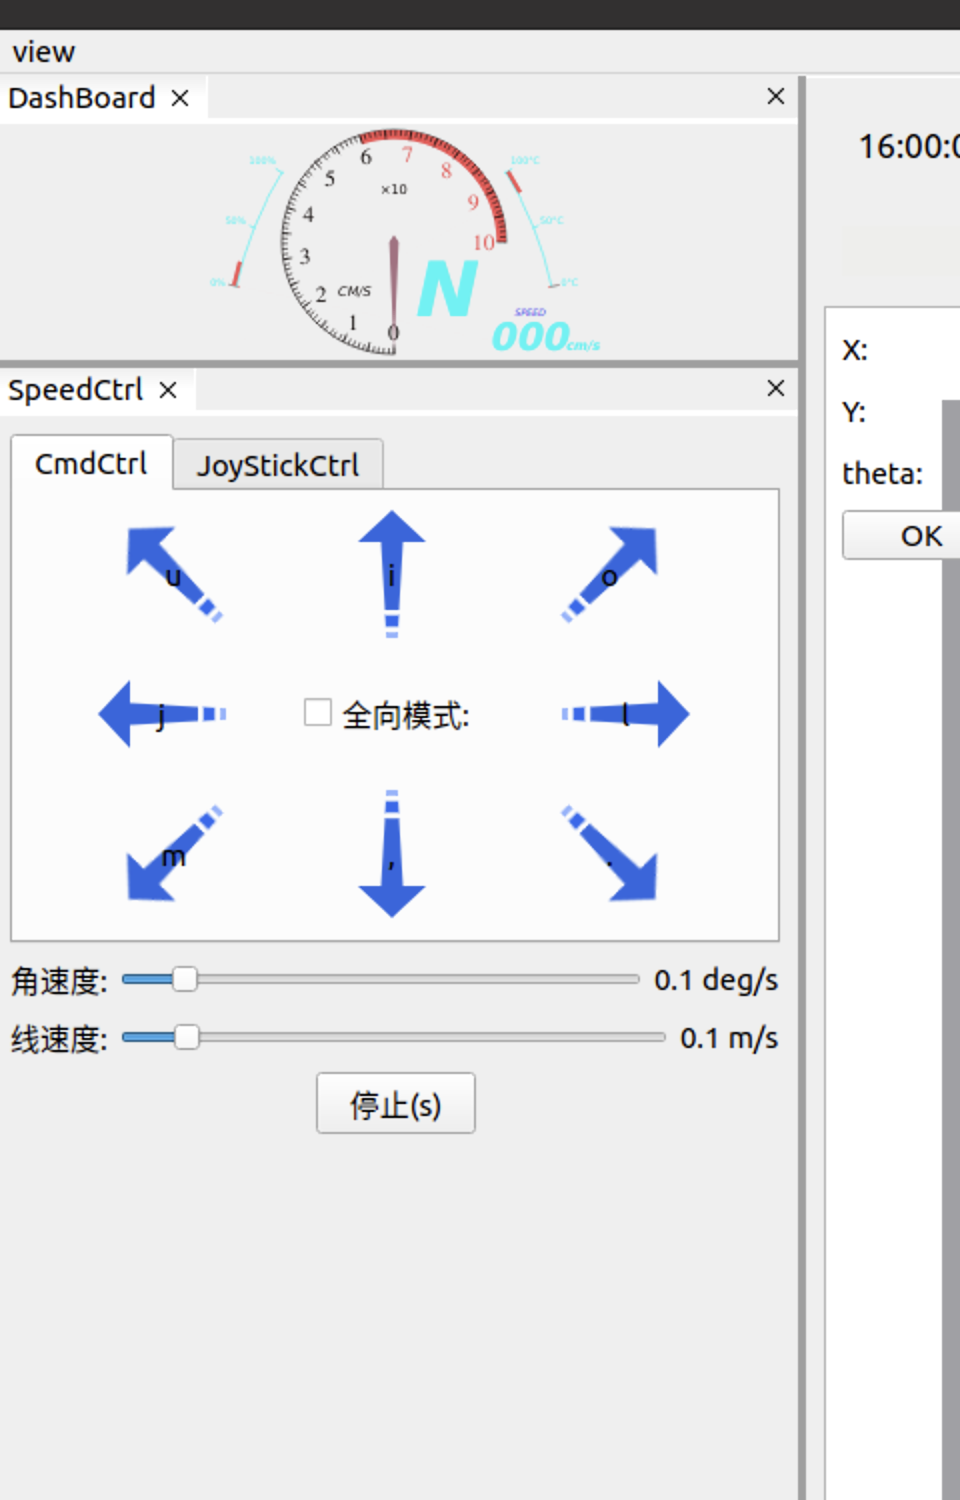 view
DashBoard
16:00:0
100%
100°C
6
7
5
8
×10
4
9
50%
50°C
3
10
0%
2
CM/S
N
0°C
1
0
SPEED
000cm/s
SpeedCtrl
X:
Y:
CmdCtrl
JoyStickCtrl
theta:
OK
u
i
o
j
全向模式:
l
m
,
.
角速度:
0.1 deg/s
线速度:
0.1 m/s
停止(s)